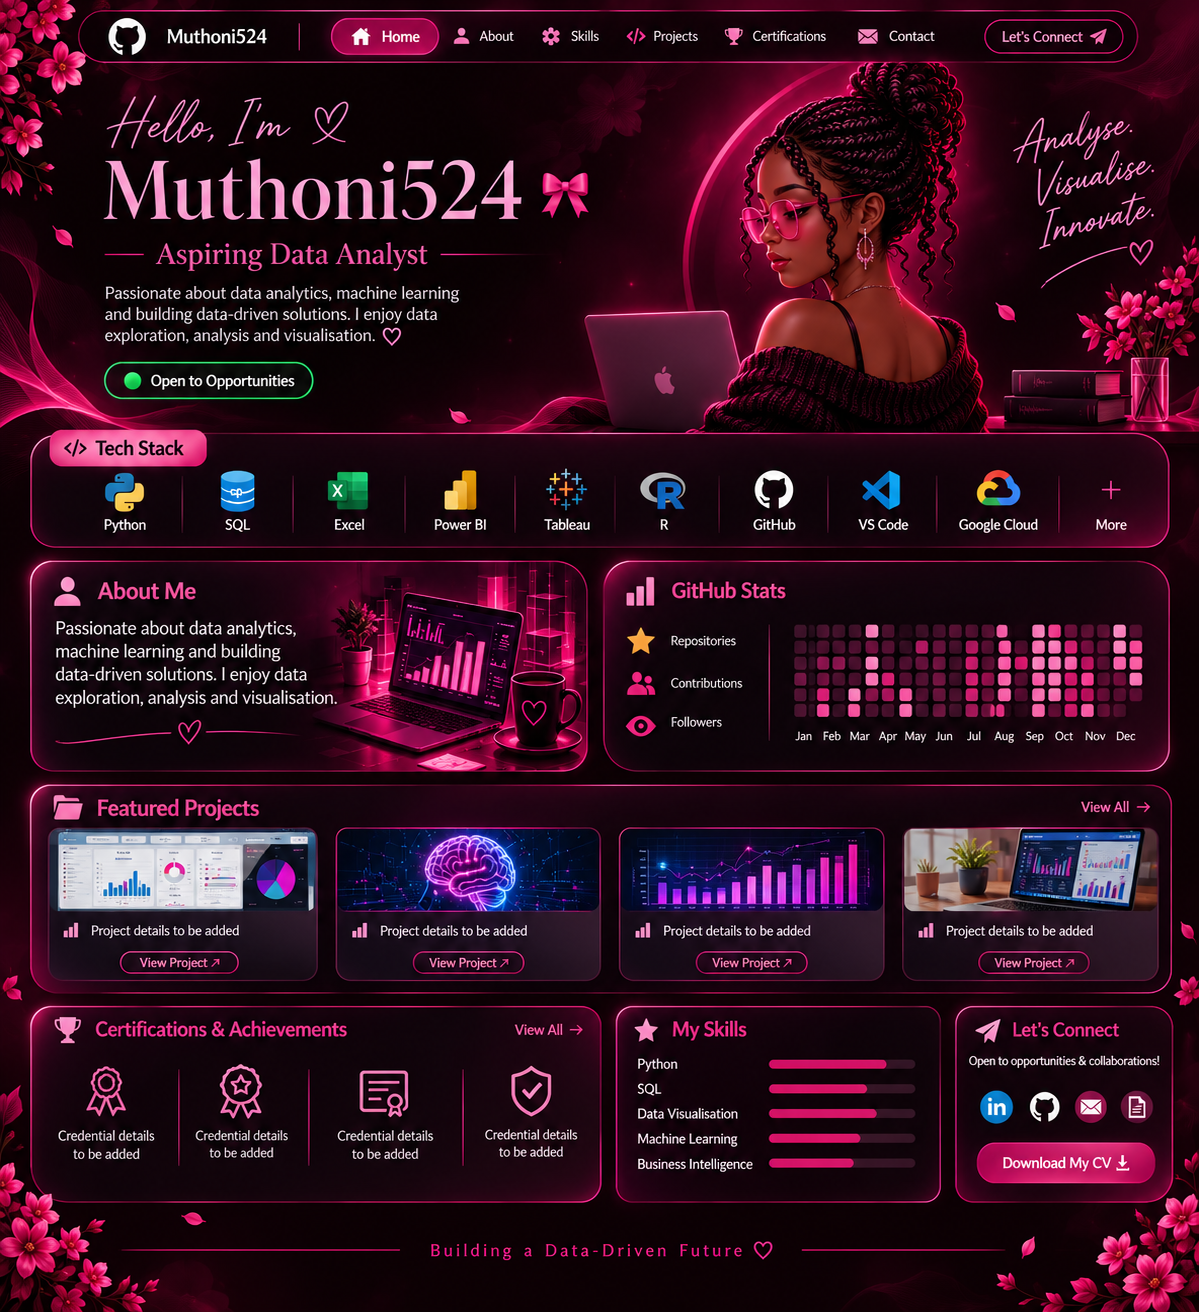 Muthoni524
Home
About
Skills
</> Projects
Certifications
Contact
Let's Connect
Hello, I'm
Muthoni524
Aspiring Data Analyst
Passionate about data analytics, machine learning
and building data-driven solutions. I enjoy data
exploration, analysis and visualisation.
Open to Opportunities
Analyse.
Visualise.
Innovate.
</> Tech Stack
Python
SQL
Excel
Power BI
Tableau
R
GitHub
VS Code
Google Cloud
More
About Me
Passionate about data analytics,
machine learning and building
data-driven solutions. I enjoy data
exploration, analysis and visualisation.
GitHub Stats
Repositories
Contributions
Followers
Jan Feb Mar Apr May Jun Jul Aug Sep Oct Nov Dec
Featured Projects
View All →
Project details to be added
View Project ↗
Project details to be added
View Project ↗
Project details to be added
View Project ↗
Project details to be added
View Project ↗
Certifications & Achievements
View All →
Credential details
to be added
Credential details
to be added
Credential details
to be added
Credential details
to be added
My Skills
Python
SQL
Data Visualisation
Machine Learning
Business Intelligence
Let's Connect
Open to opportunities & collaborations!
in
Download My CV
Building a Data-Driven Future